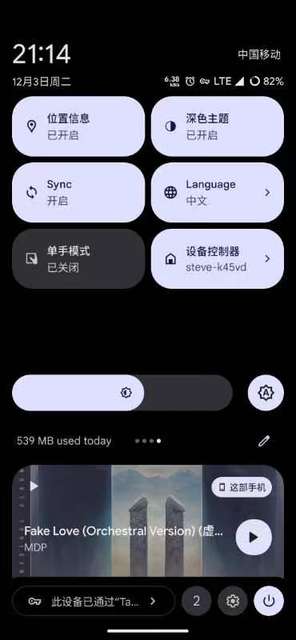 21:14
中国移动
12月3日周二
6.38 LTE 82%
位置信息
已开启
深色主题
已开启
Sync
开启
Language
中文
单手模式
已关闭
设备控制器
steve-k45vd
539 MB used today
这部手机
Fake Love (Orchestral Version) (虚...
MDP
此设备已通过“Ta...
2